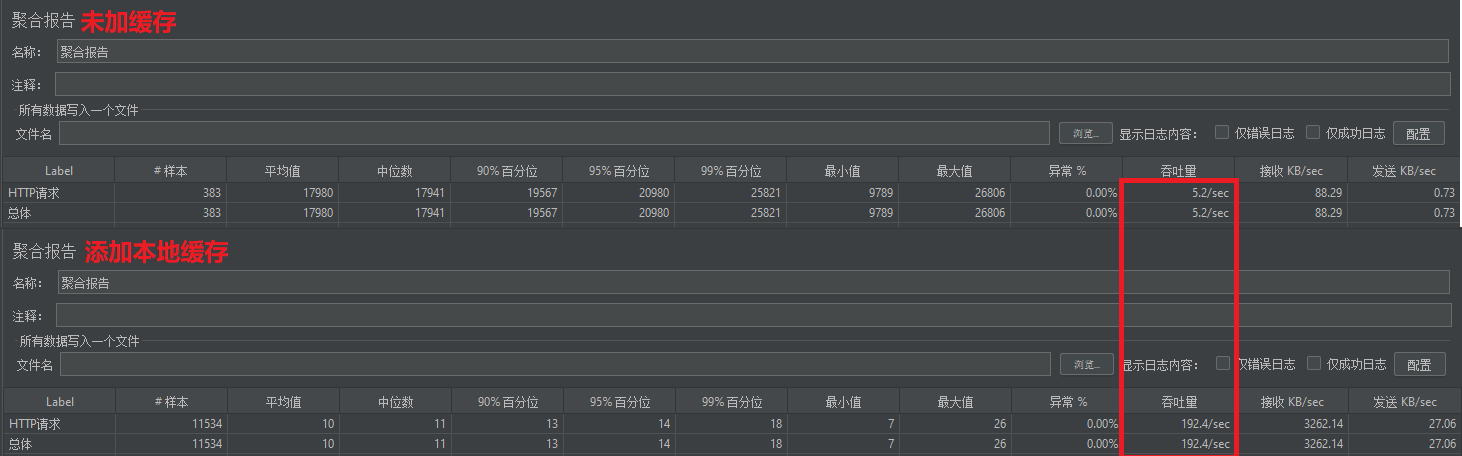 聚合报告 未加缓存
名称： 聚合报告
注释：
所有数据写入一个文件
文件名 浏览... 显示日志内容： 仅错误日志 仅成功日志 配置
Label # 样本 平均值 中位数 90% 百分位 95% 百分位 99% 百分位 最小值 最大值 异常 % 吞吐量 接收 KB/sec 发送 KB/sec
HTTP请求 383 17980 17941 19567 20980 25821 9789 26806 0.00% 5.2/sec 88.29 0.73
总体 383 17980 17941 19567 20980 25821 9789 26806 0.00% 5.2/sec 88.29 0.73
聚合报告 添加本地缓存
名称： 聚合报告
注释：
所有数据写入一个文件
文件名 浏览... 显示日志内容： 仅错误日志 仅成功日志 配置
Label # 样本 平均值 中位数 90% 百分位 95% 百分位 99% 百分位 最小值 最大值 异常 % 吞吐量 接收 KB/sec 发送 KB/sec
HTTP请求 11534 10 11 13 14 18 7 26 0.00% 192.4/sec 3262.14 27.06
总体 11534 10 11 13 14 18 7 26 0.00% 192.4/sec 3262.14 27.06